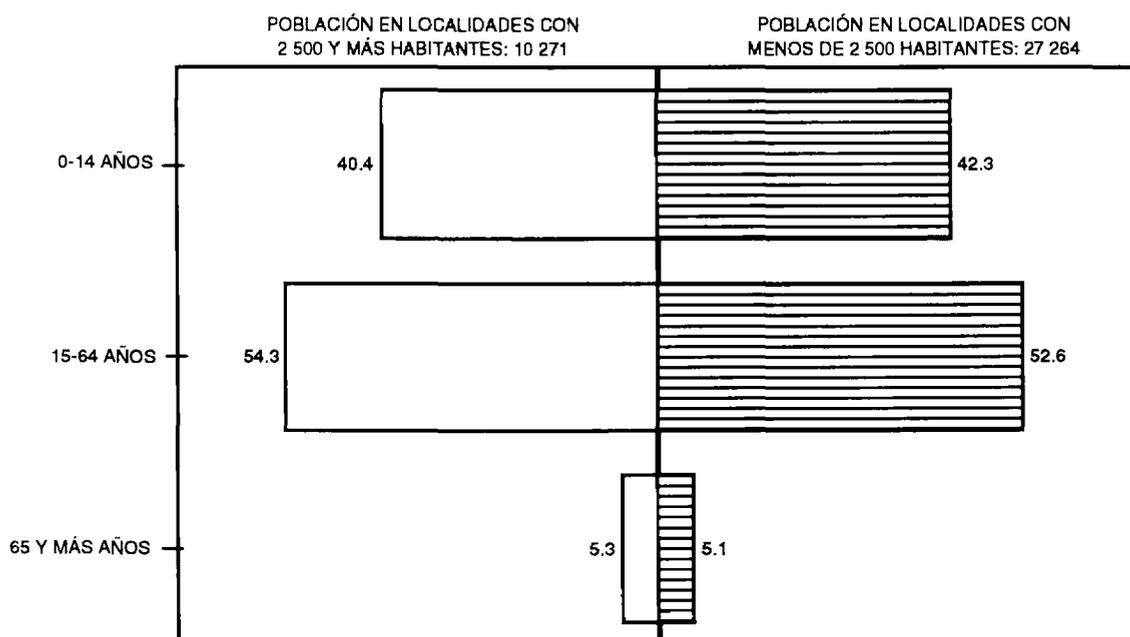 POBLACIÓN EN LOCALIDADES CON
2 500 Y MÁS HABITANTES: 10 271
POBLACIÓN EN LOCALIDADES CON
MENOS DE 2 500 HABITANTES: 27 264
0-14 AÑOS
40.4
42.3
15-64 AÑOS
54.3
52.6
65 Y MÁS AÑOS
5.3
5.1